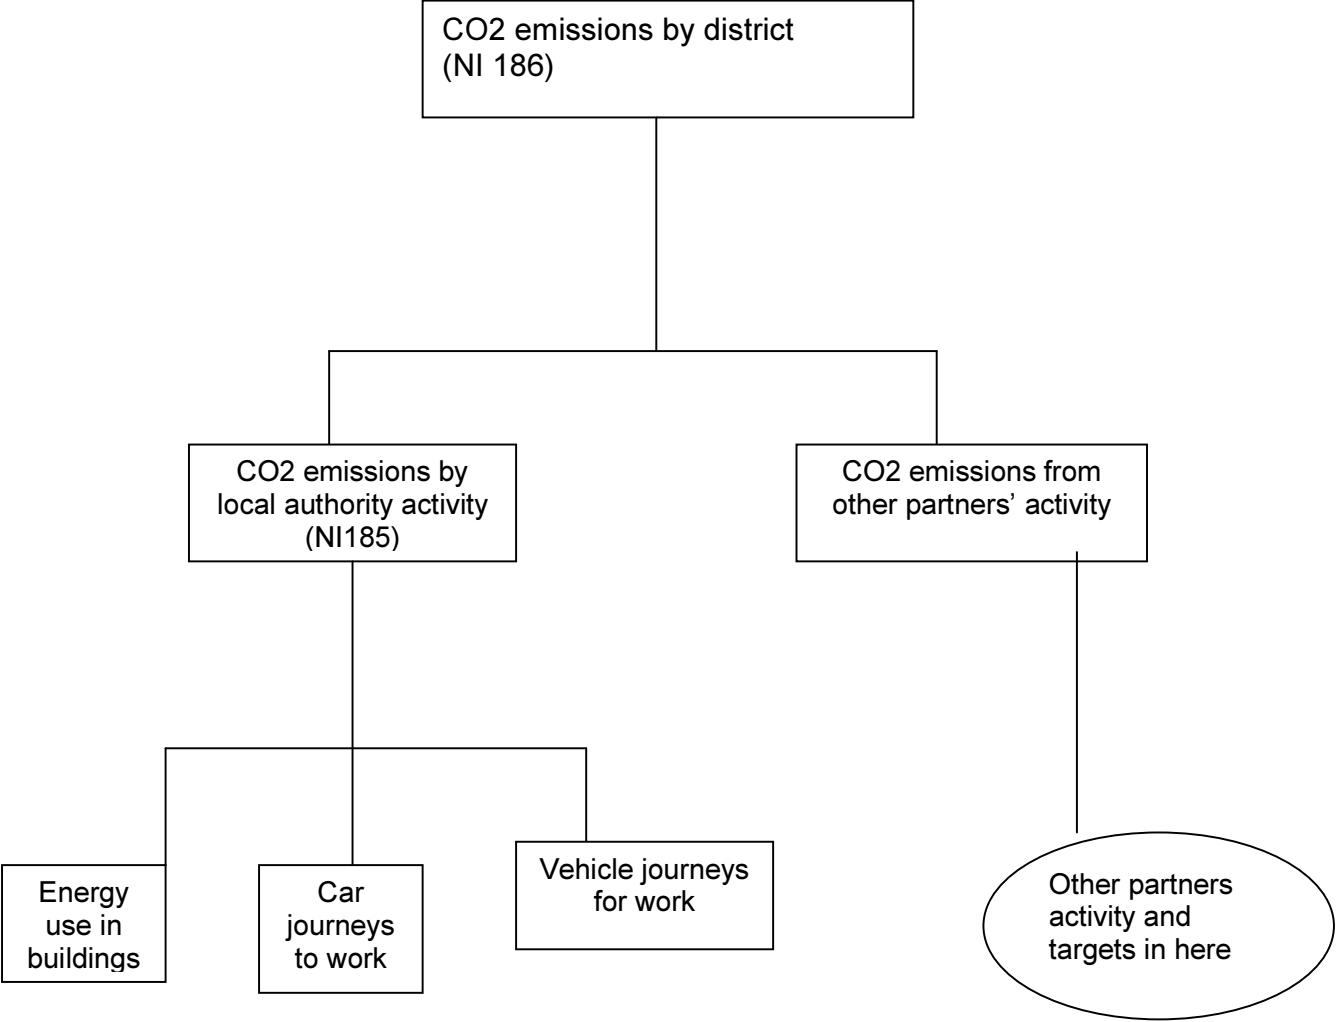 CO2 emissions by district
(NI 186)
CO2 emissions by
local authority activity
(NI185)
CO2 emissions from
other partners’ activity
Energy
use in
buildings
Car
journeys
to work
Vehicle journeys
for work
Other partners
activity and
targets in here